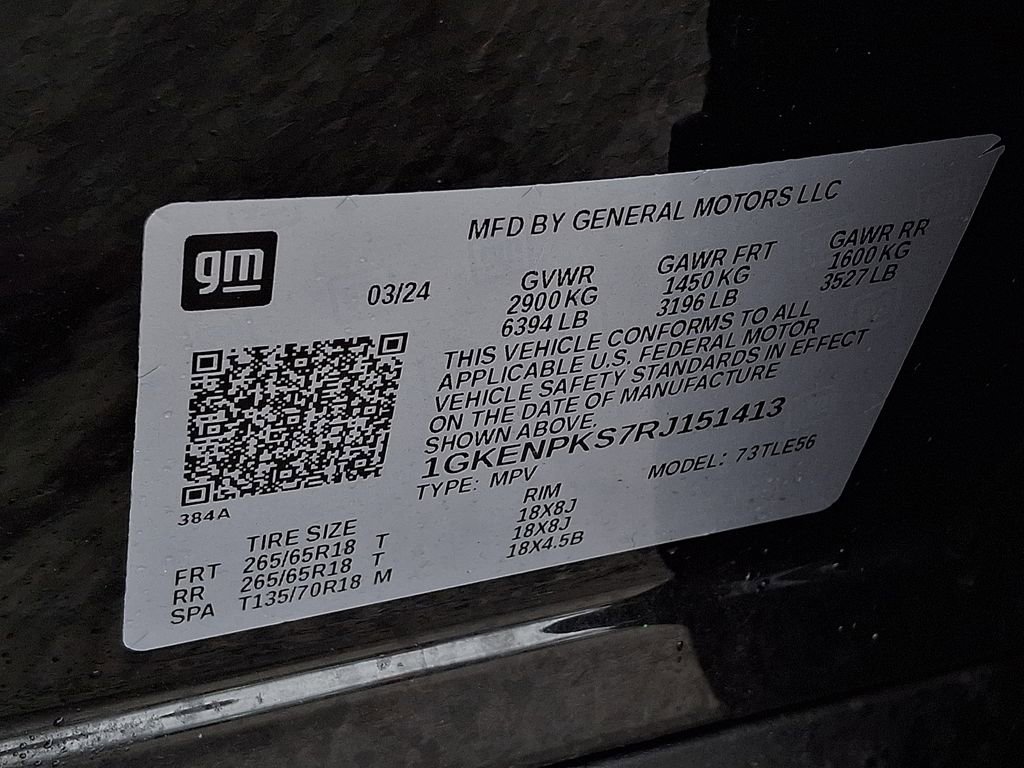 gm
MFD BY GENERAL MOTORS LLC
03/24
GVWR GAWR FRT GAWR RR
2900 KG 1450 KG 1600 KG
6394 LB 3196 LB 3527 LB
THIS VEHICLE CONFORMS TO ALL
APPLICABLE U.S. FEDERAL MOTOR
VEHICLE SAFETY STANDARDS IN EFFECT
ON THE DATE OF MANUFACTURE
SHOWN ABOVE.
1GKENPKS7RJ151413
TYPE: MPV MODEL: 73TLE56
384A
TIRE SIZE RIM
FRT 265/65R18 T 18X8J
RR 265/65R18 T 18X8J
SPA T135/70R18 M 18X4.5B